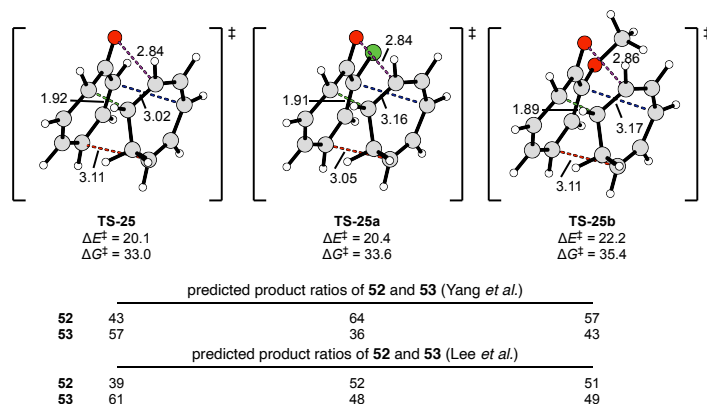 ‡ ‡ ‡
2.84 2.84 2.86
1.92 3.02 1.91 3.16 1.89 3.17
3.11 3.05 3.11
TS-25 TS-25a TS-25b
ΔE‡ = 20.1 ΔE‡ = 20.4 ΔE‡ = 22.2
ΔG‡ = 33.0 ΔG‡ = 33.6 ΔG‡ = 35.4
predicted product ratios of 52 and 53 (Yang et al.)
52 43 64 57
53 57 36 43
predicted product ratios of 52 and 53 (Lee et al.)
52 39 52 51
53 61 48 49